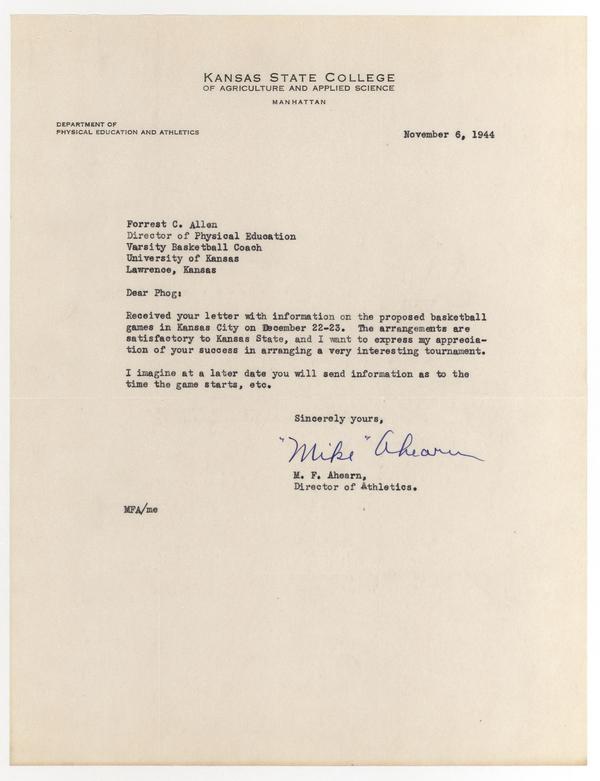 KANSAS STATE COLLEGE
OF AGRICULTURE AND APPLIED SCIENCE
MANHATTAN
DEPARTMENT OF
PHYSICAL EDUCATION AND ATHLETICS
November 6, 1944
Forrest C. Allen
Director of Physical Education
Varsity Basketball Coach
University of Kansas
Lawrence, Kansas
Dear Phog:
Received your letter with information on the proposed basketball
games in Kansas City on December 22-23. The arrangements are
satisfactory to Kansas State, and I want to express my apprecia-
tion of your success in arranging a very interesting tournament.
I imagine at a later date you will send information as to the
time the game starts, etc.
Sincerely yours,
"Mike" Ahearn
M. F. Ahearn,
Director of Athletics.
MFA/me